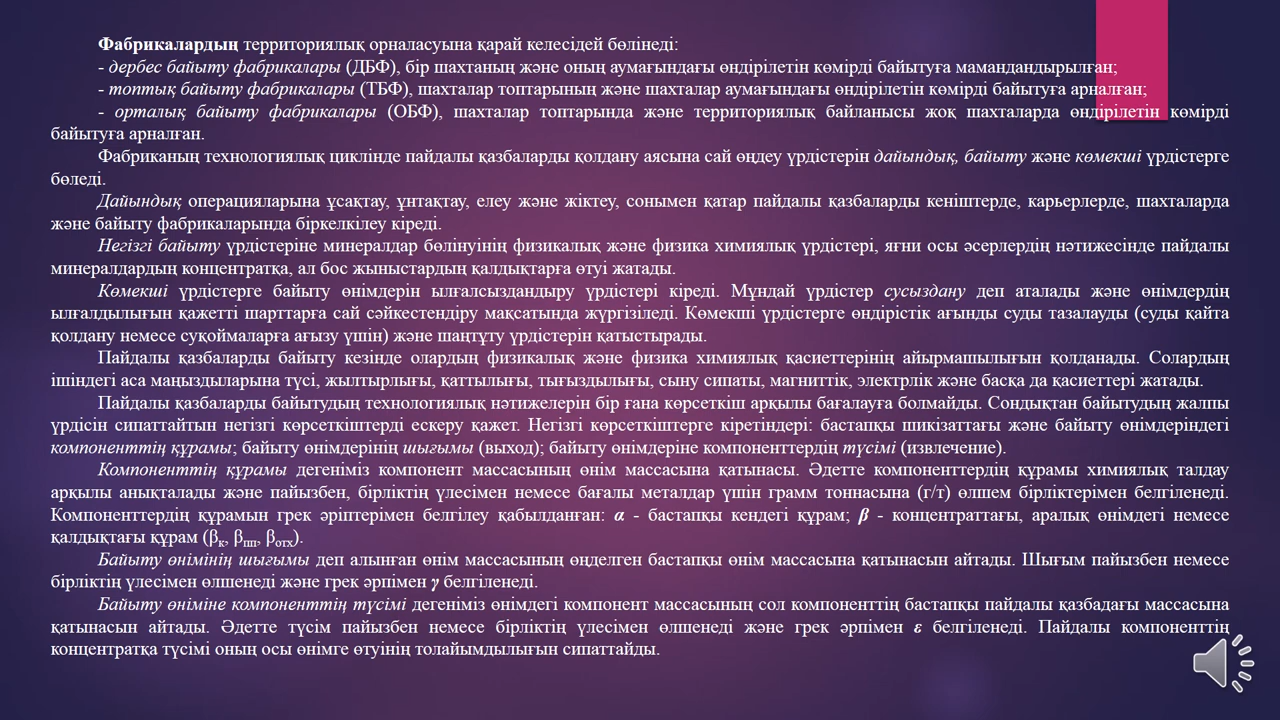 Фабрикалардың территориялық орналасуына қарай келесідей бөлінеді:
- дербес байыту фабрикалары (ДБФ), бір шахтаның және оның аумағындағы өндірілетін көмірді байытуға мамандандырылған;
- топтық байыту фабрикалары (ТБФ), шахталар топтарының және шахталар аумағындағы өндірілетін көмірді байытуға арналған;
- орталық байыту фабрикалары (ОБФ), шахталар топтарында және территориялық байланысы жоқ шахталарда өндірілетін көмірді
байытуға арналған.
Фабриканың технологиялық циклінде пайдалы қазбаларды қолдану аясына сай өңдеу үрдістерін дайындық, байыту және көмекші үрдістерге
бөледі.
Дайындық операцияларына ұсақтау, ұнтақтау, елеу және жіктеу, сонымен қатар пайдалы қазбаларды кеніштерде, карьерлерде, шахталарда
және байыту фабрикаларында біркелкілеу кіреді.
Негізгі байыту үрдістеріне минералдар бөлінуінің физикалық және физика химиялық үрдістері, яғни осы әсерлердің нәтижесінде пайдалы
минералдардың концентратқа, ал бос жыныстардың қалдықтарға өтуі жатады.
Көмекші үрдістерге байыту өнімдерін ылғалсыздандыру үрдістері кіреді. Мұндай үрдістер сусыздану деп аталады және өнімдердің
ылғалдылығын қажетті шарттарға сай сәйкестендіру мақсатында жүргізіледі. Көмекші үрдістерге өндірістік ағынды суды тазалауды (суды қайта
қолдану немесе суқоймаларға ағызу үшін) және шаңтұту үрдістерін қатыстырады.
Пайдалы қазбаларды байыту кезінде олардың физикалық және физика химиялық қасиеттерінің айырмашылығын қолданады. Солардың
ішіндегі аса маңыздыларына түсі, жылтырлығы, қаттылығы, тығыздылығы, сыну сипаты, магниттік, электрлік және басқа да қасиеттері жатады.
Пайдалы қазбаларды байытудың технологиялық нәтижелерін бір ғана көрсеткіш арқылы бағалауға болмайды. Сондықтан байытудың жалпы
үрдісін сипаттайтын негізгі көрсеткіштерді ескеру қажет. Негізгі көрсеткіштерге кіретіндері: бастапқы шикізаттағы және байыту өнімдеріндегі
компоненттің құрамы; байыту өнімдерінің шығымы (выход); байыту өнімдеріне компоненттердің түсімі (извлечение).
Компоненттің құрамы дегеніміз компонент массасының өнім массасына қатынасы. Әдетте компоненттердің құрамы химиялық талдау
арқылы анықталады және пайызбен, бірліктің үлесімен немесе бағалы металдар үшін грамм тоннасына (г/т) өлшем бірліктерімен белгіленеді.
Компоненттердің құрамын грек әріптерімен белгілеу қабылданған: α - бастапқы кендегі құрам; β - концентраттағы, аралық өнімдегі немесе
қалдықтағы құрам (βк, βпп, βотх).
Байыту өнімінің шығымы деп алынған өнім массасының өңделген бастапқы өнім массасына қатынасын айтады. Шығым пайызбен немесе
бірліктің үлесімен өлшенеді және грек әрпімен γ белгіленеді.
Байыту өніміне компоненттің түсімі дегеніміз өнімдегі компонент массасының сол компоненттің бастапқы пайдалы қазбадағы массасына
қатынасын айтады. Әдетте түсім пайызбен немесе бірліктің үлесімен өлшенеді және грек әрпімен ε белгіленеді. Пайдалы компоненттің
концентратқа түсімі оның осы өнімге өтуінің толайымдылығын сипаттайды.